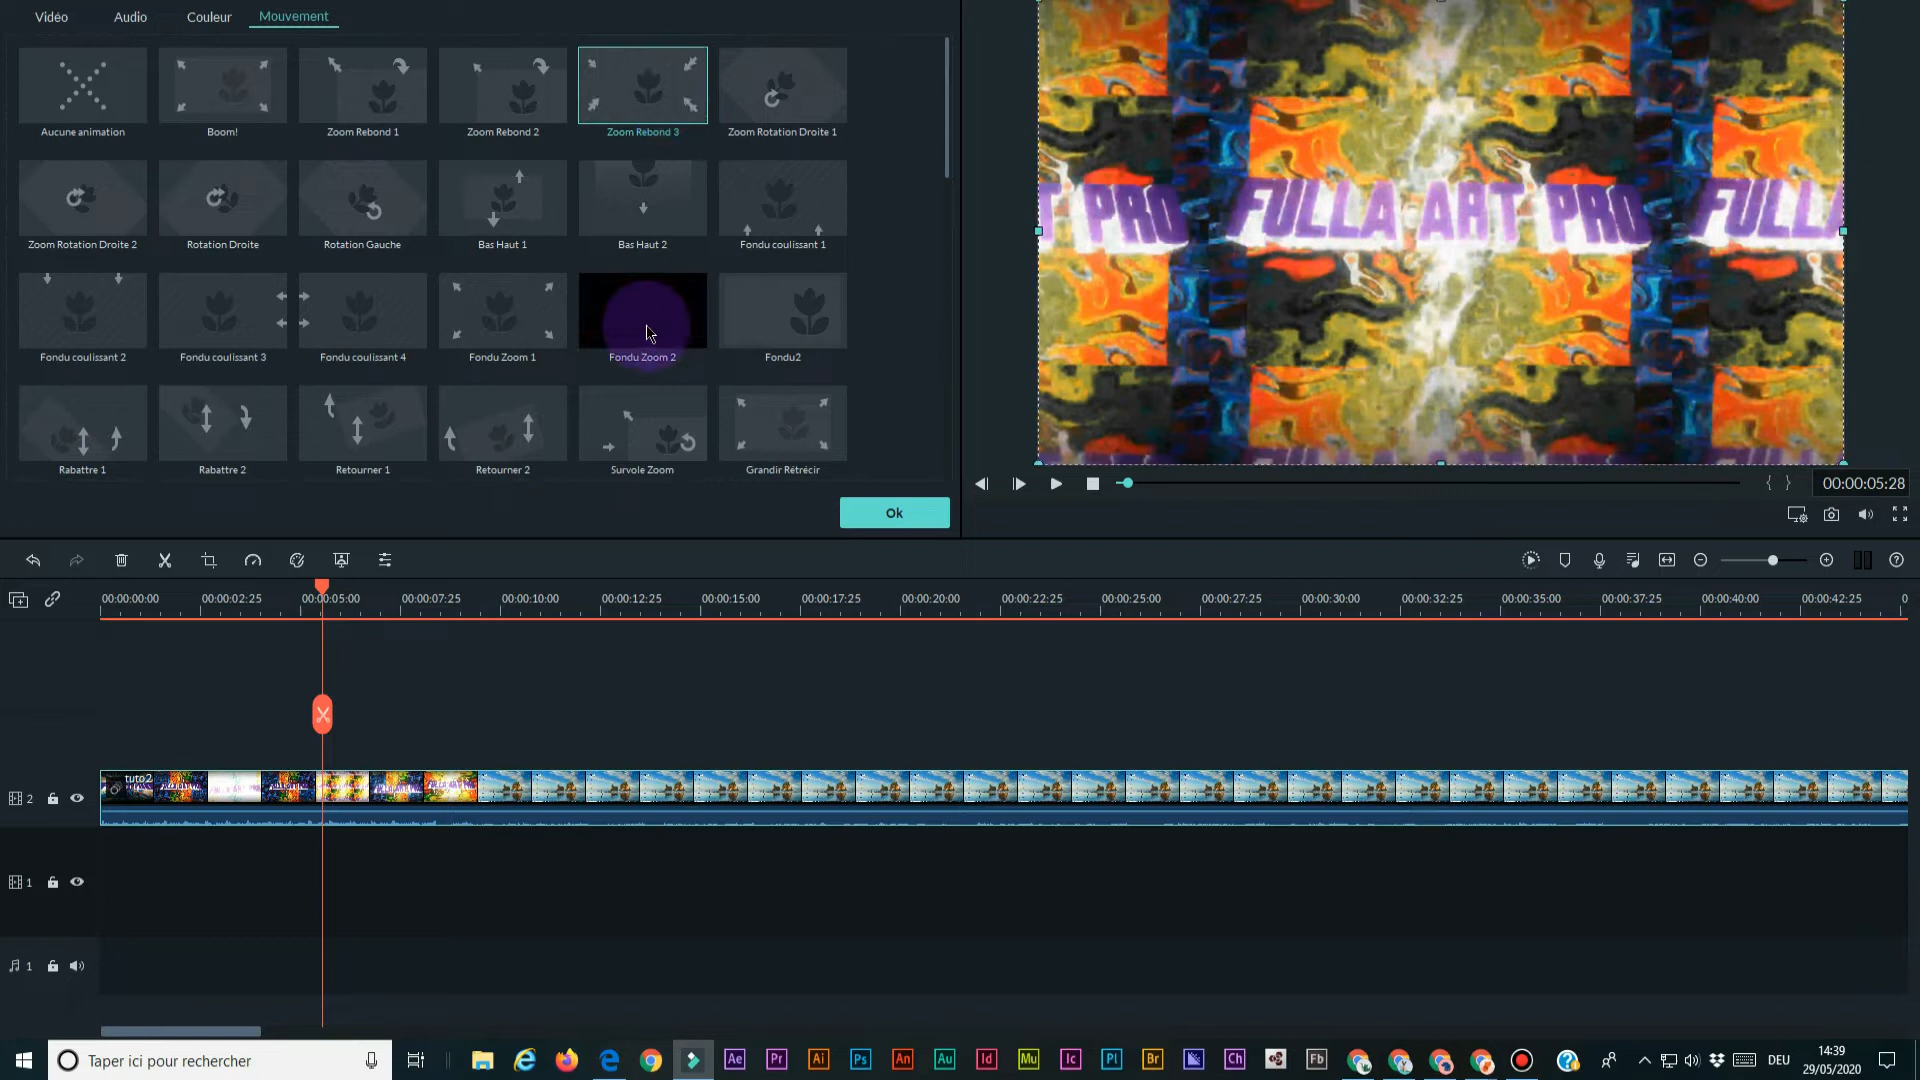 Vidéo Audio Couleur Mouvement
Aucune animation Boom! Zoom Rebond 1 Zoom Rebond 2 Zoom Rebond 3 Zoom Rotation Droite 1
Zoom Rotation Droite 2 Rotation Droite Rotation Gauche Bas Haut 1 Bas Haut 2 Fondu coulissant 1
Fondu coulissant 2 Fondu coulissant 3 Fondu coulissant 4 Fondu Zoom 1 Fondu Zoom 2 Fondu2
Rabattre 1 Rabattre 2 Retourner 1 Retourner 2 Survole Zoom Grandir Rétrécir
Ok
T PRO FULLA ART PRO FULLA
{ } 00:00:05:28
00:00:00:00 00:00:02:25 00:00:05:00 00:00:07:25 00:00:10:00 00:00:12:25 00:00:15:00 00:00:17:25 00:00:20:00 00:00:22:25 00:00:25:00 00:00:27:25 00:00:30:00 00:00:32:25 00:00:35:00 00:00:37:25 00:00:40:00 00:00:42:25 0
tuto2
2
1
1
Taper ici pour rechercher
Ae Pr Ai Ps An Au Id Mu Ic Pl Br Ch Fb
DEU
14:39
29/05/2020